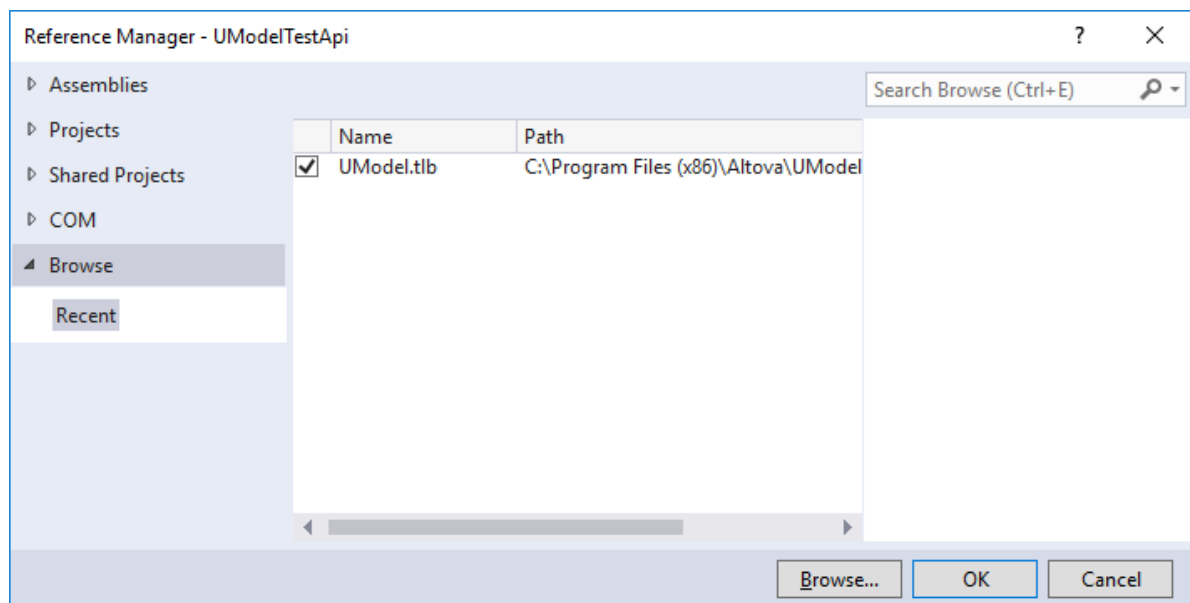 Reference Manager - UModelTestApi
?
Assemblies
Search Browse (Ctrl+E)
Projects
Name Path
UModel.tlb C:\Program Files (x86)\Altova\UModel
Shared Projects
COM
Browse
Recent
Browse... OK Cancel